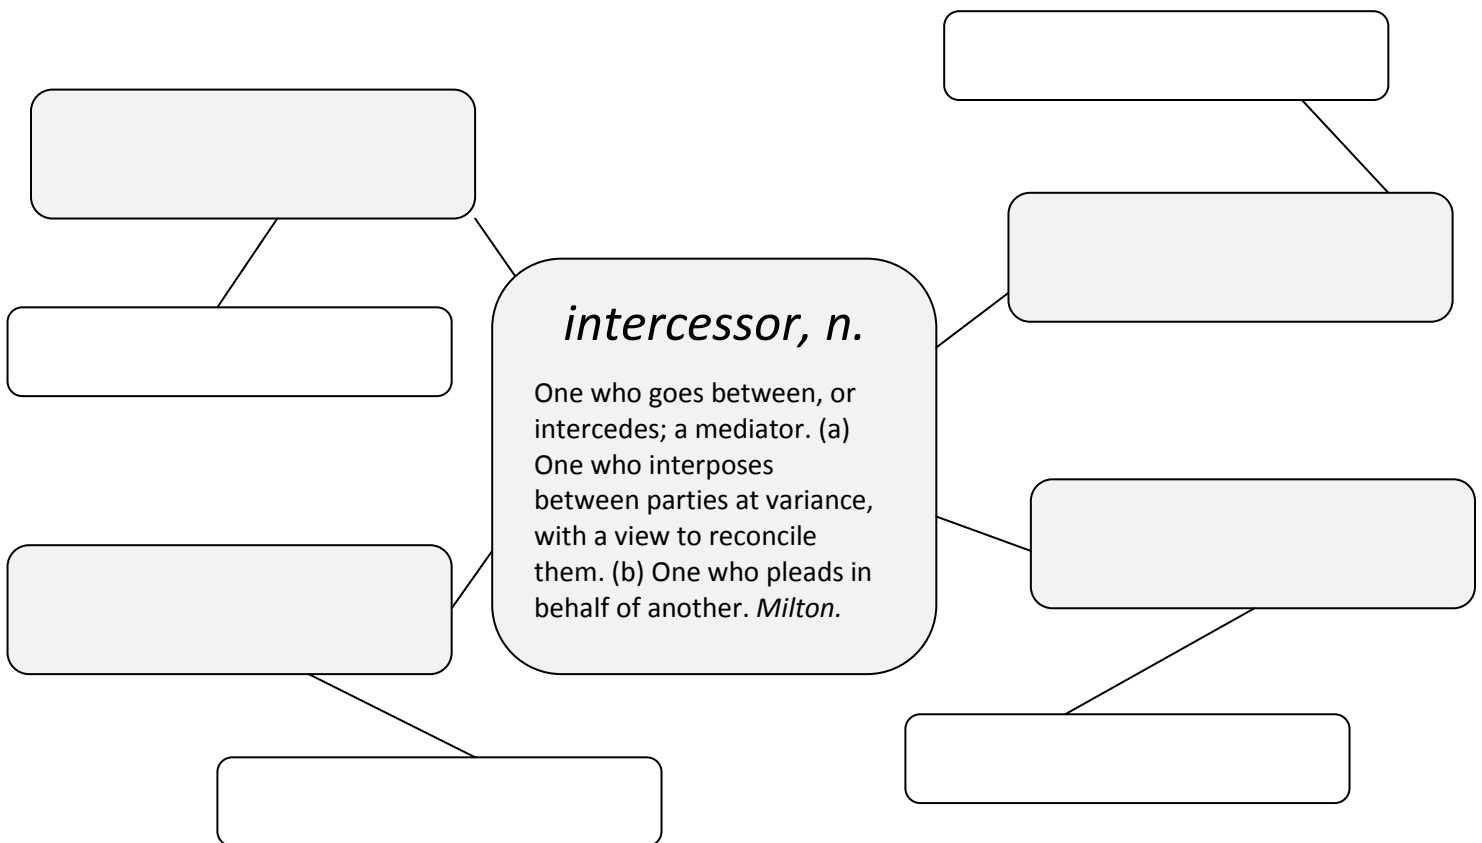 intercessor, n.
One who goes between, or
intercedes; a mediator. (a)
One who interposes
between parties at variance,
with a view to reconcile
them. (b) One who pleads in
behalf of another. Milton.